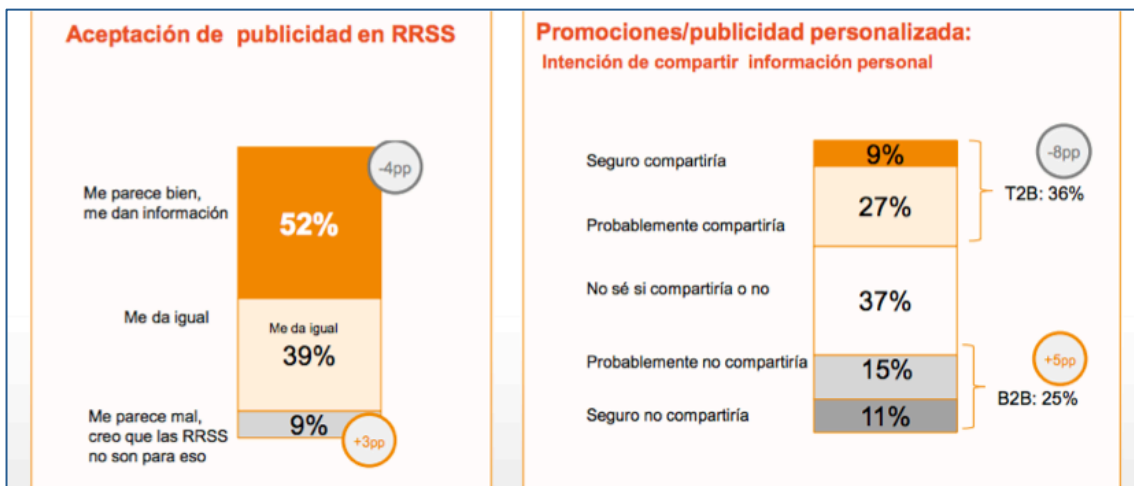 Aceptación de publicidad en RRSS
-4pp
Me parece bien,
me dan información
52%
Me da igual
Me da igual
39%
Me parece mal,
creo que las RRSS
no son para eso
9%
+3pp
Promociones/publicidad personalizada:
Intención de compartir información personal
Seguro compartiría
9%
-8pp
T2B: 36%
Probablemente compartiría
27%
No sé si compartiría o no
37%
Probablemente no compartiría
15%
+5pp
B2B: 25%
Seguro no compartiría
11%